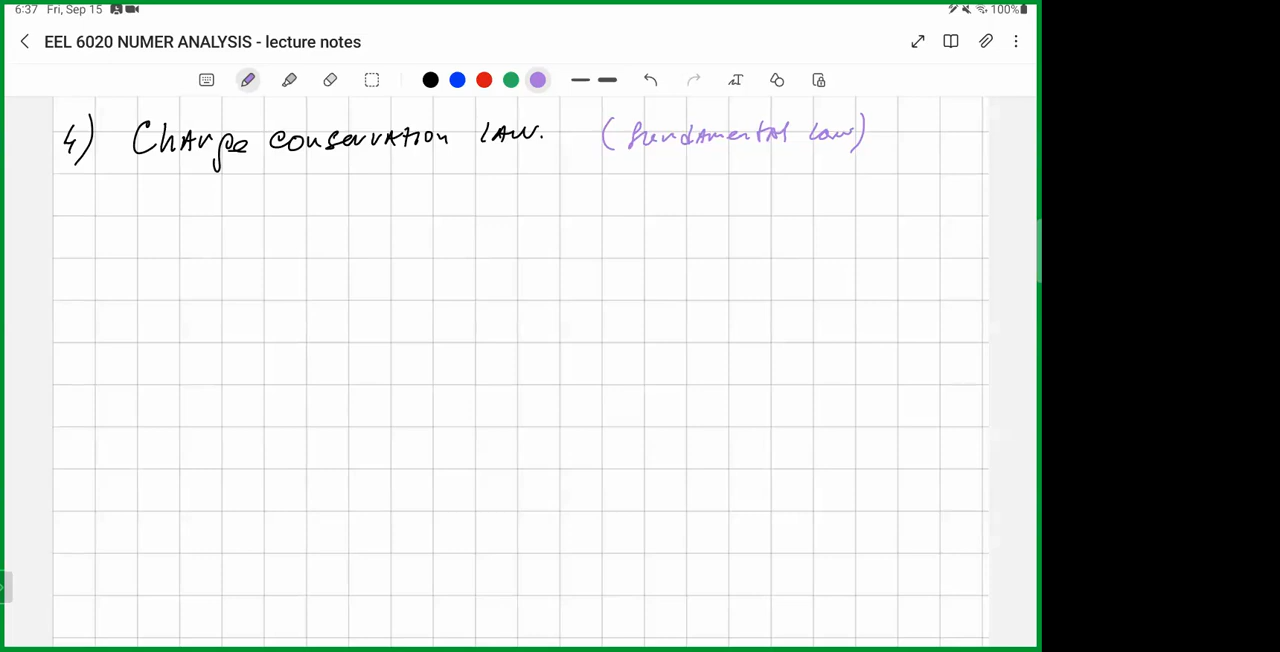 6:37 Fri, Sep 15 100%
EEL 6020 NUMER ANALYSIS - lecture notes
4) Charge conservation law. (fundamental law)